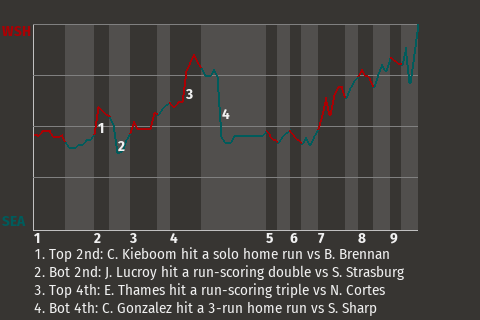 WSH
1
2
3
4
SEA
1 2 3 4 5 6 7 8 9
1. Top 2nd: C. Kieboom hit a solo home run vs B. Brennan
2. Bot 2nd: J. Lucroy hit a run-scoring double vs S. Strasburg
3. Top 4th: E. Thames hit a run-scoring triple vs N. Cortes
4. Bot 4th: C. Gonzalez hit a 3-run home run vs S. Sharp